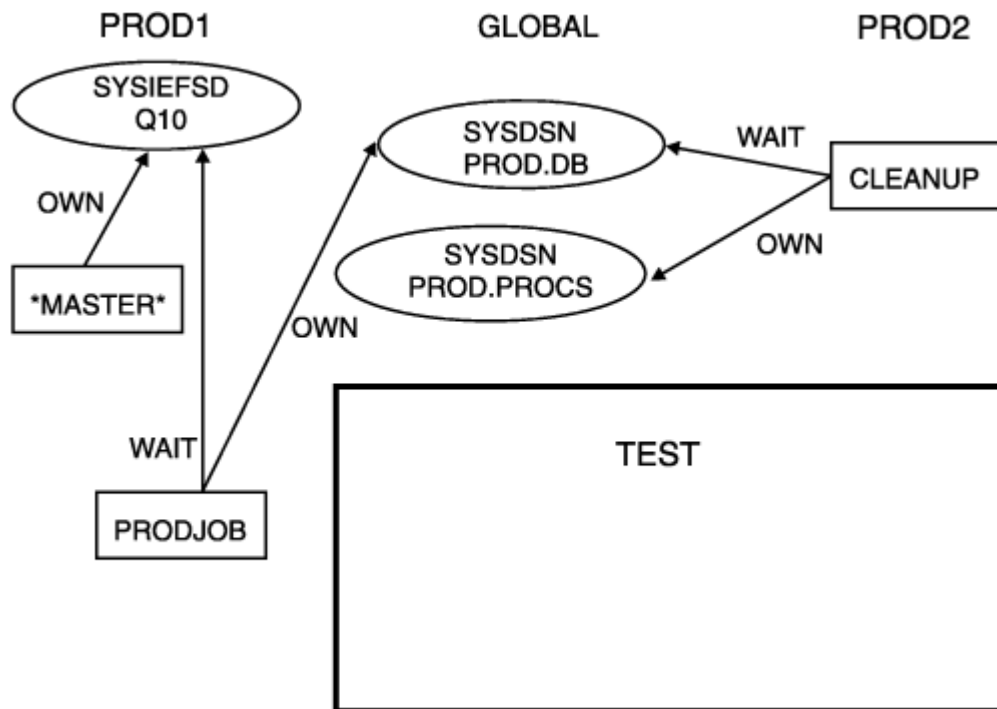 PROD1
GLOBAL
PROD2
SYSIEFSD
Q10
SYSDSN
PROD.DB
WAIT
CLEANUP
OWN
SYSDSN
PROD.PROCS
OWN
*MASTER*
OWN
WAIT
TEST
PRODJOB